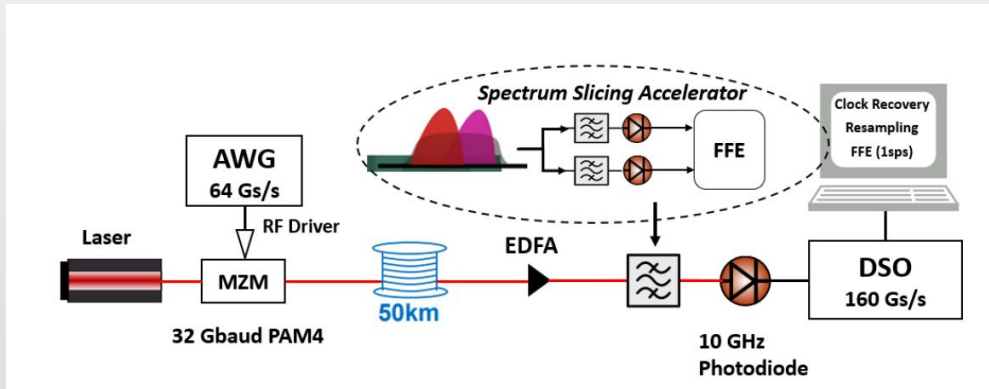 Spectrum Slicing Accelerator
FFE
Clock Recovery
Resampling
FFE (1sps)
AWG
64 Gs/s
RF Driver
Laser
MZM
50km
EDFA
DSO
160 Gs/s
32 Gbaud PAM4
10 GHz
Photodiode